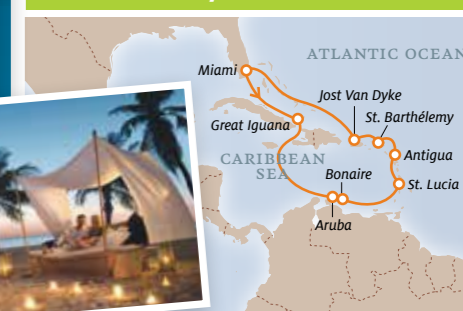 ATLANTIC OCEAN
Miami
Jost Van Dyke
St. Barthélemy
Great Iguana
Antigua
CARIBBEAN
SEA
Bonaire
St. Lucia
Aruba